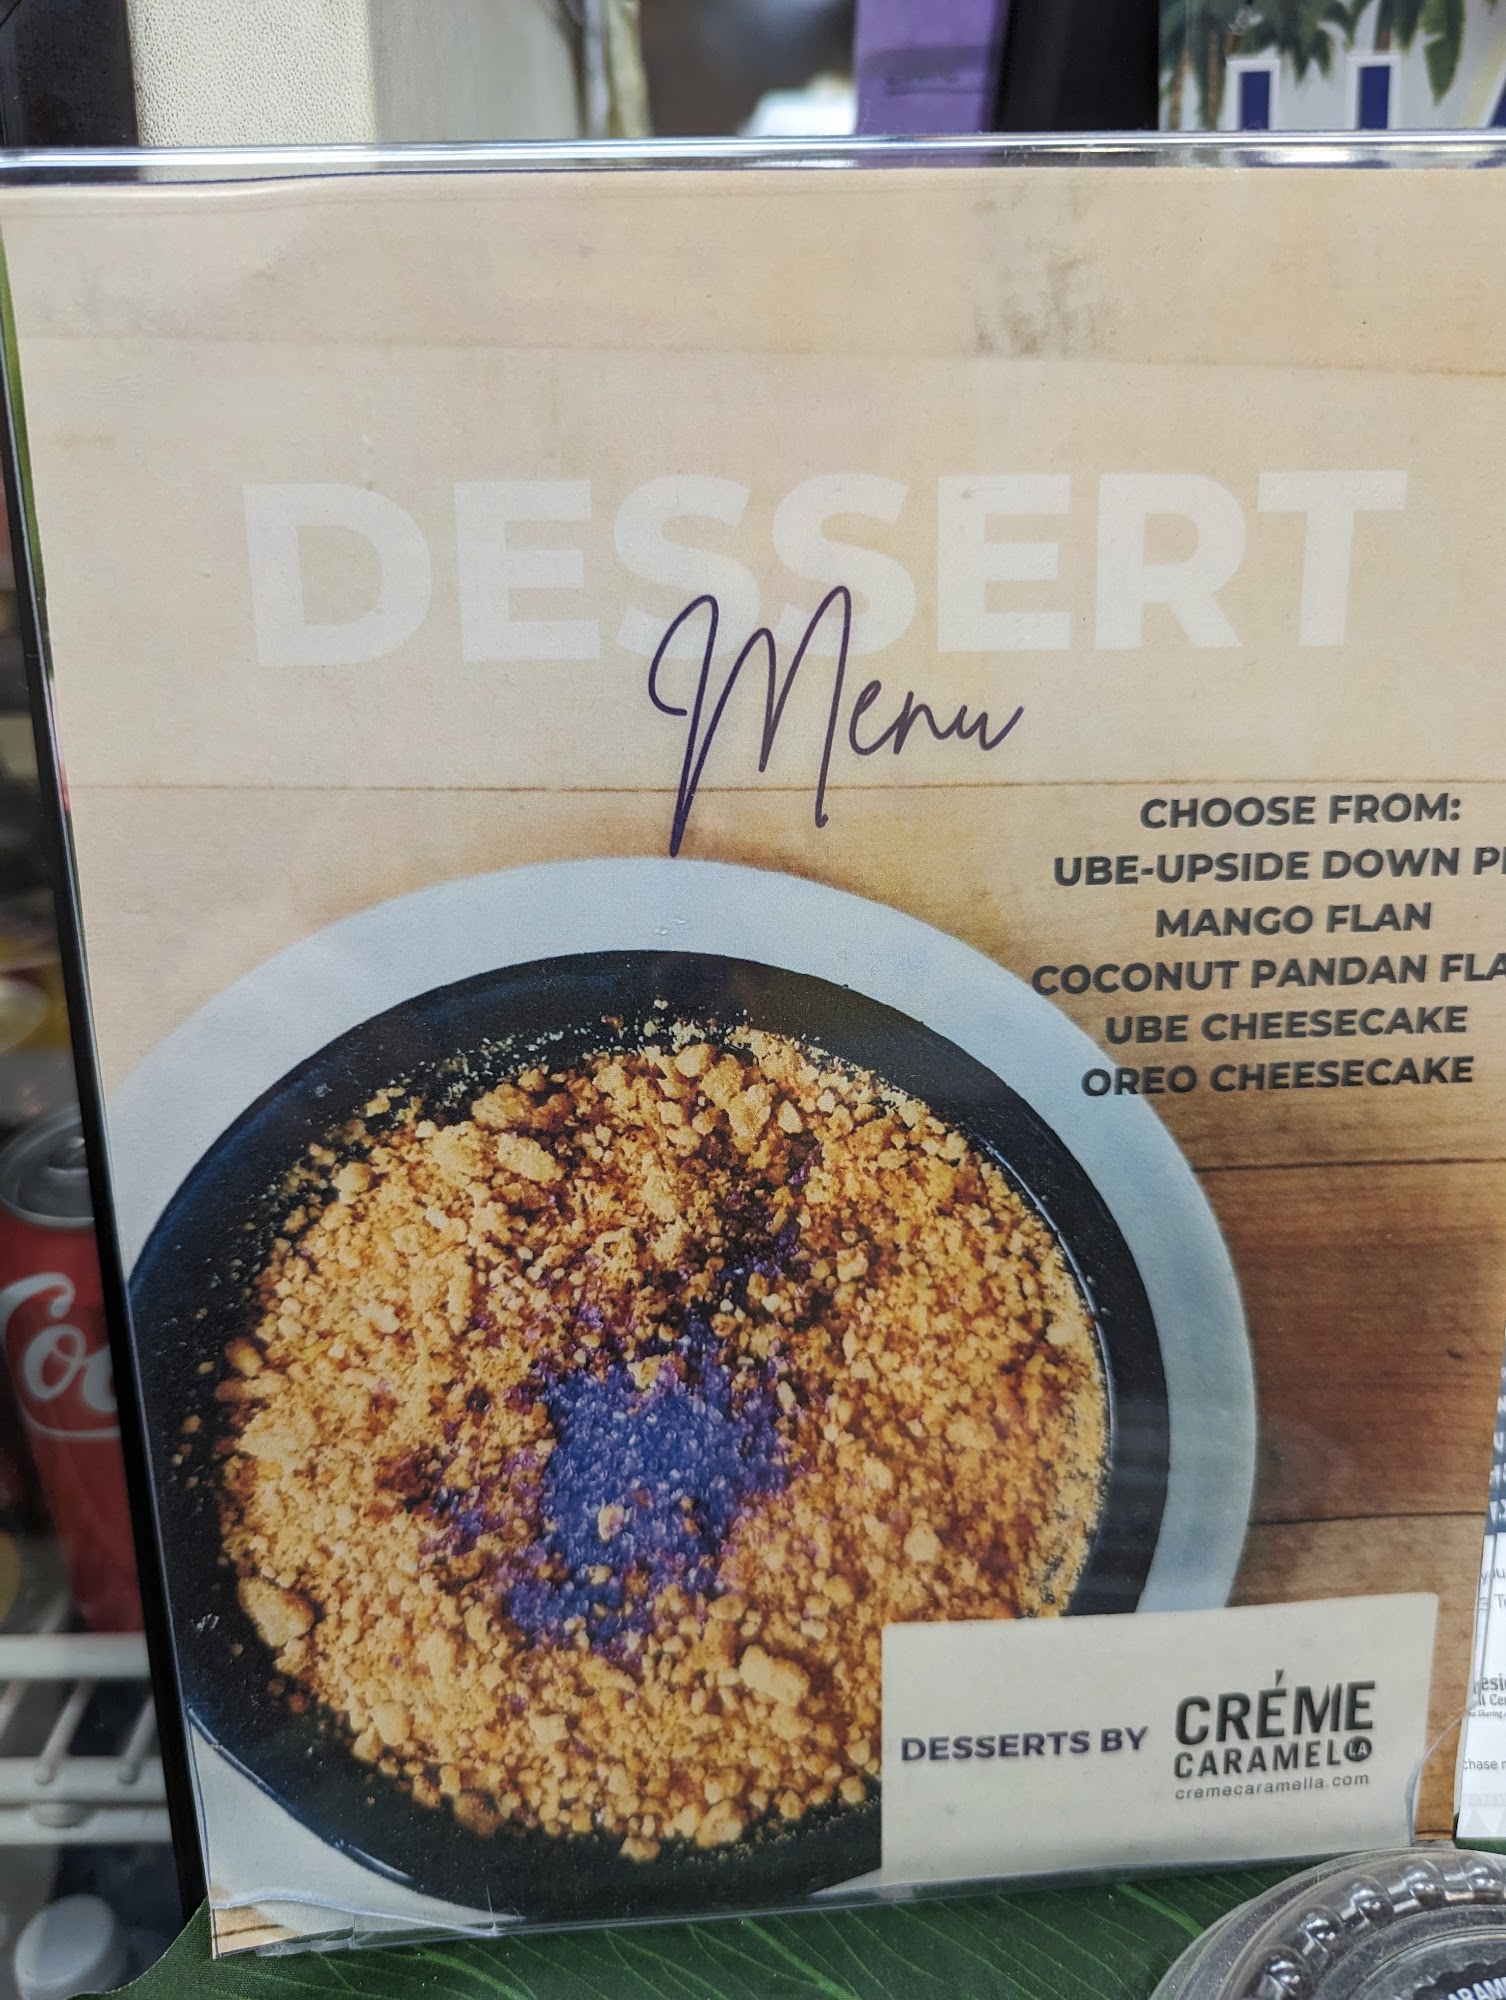 DESSERT
Menu
CHOOSE FROM:
UBE-UPSIDE DOWN
MANGO FLAN
COCONUT PANDAN
UBE CHEESECAKE
OREO CHEESECAKE
DESSERTS BY
CRÉME
CARAMEL LA
cremecaramella.com